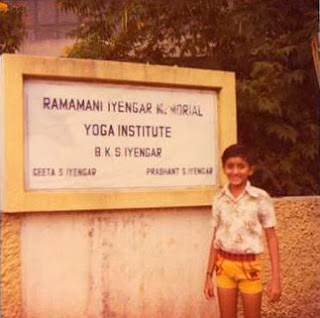 RAMAMANI IYENGAR MEMORIAL
YOGA INSTITUTE
B K S IYENGAR
GEETA S IYENGAR PRASHANT S IYENGAR